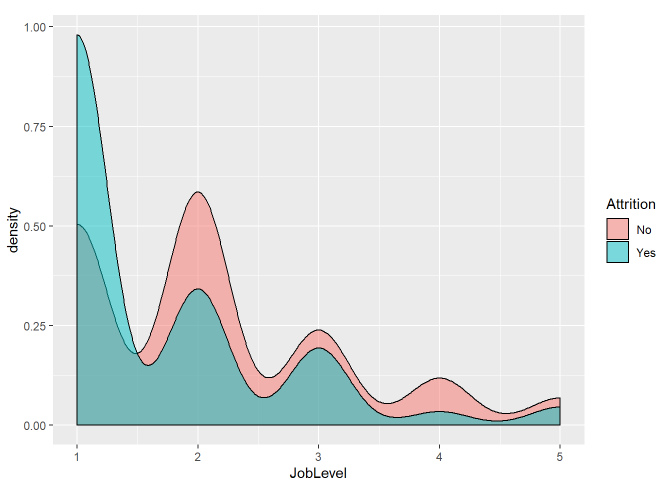 1.00
0.75
0.50
0.25
0.00
density
1 2 3 4 5
JobLevel
Attrition
No
Yes